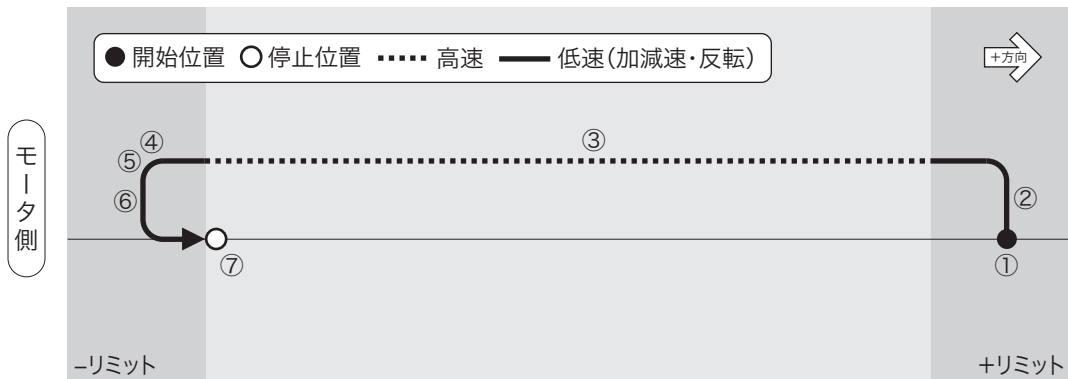 ●開始位置 ○停止位置 ····· 高速 ── 低速(加減速・反転)
+方向
モータ側
④
③
⑤
⑥
②
⑦
①
−リミット
+リミット